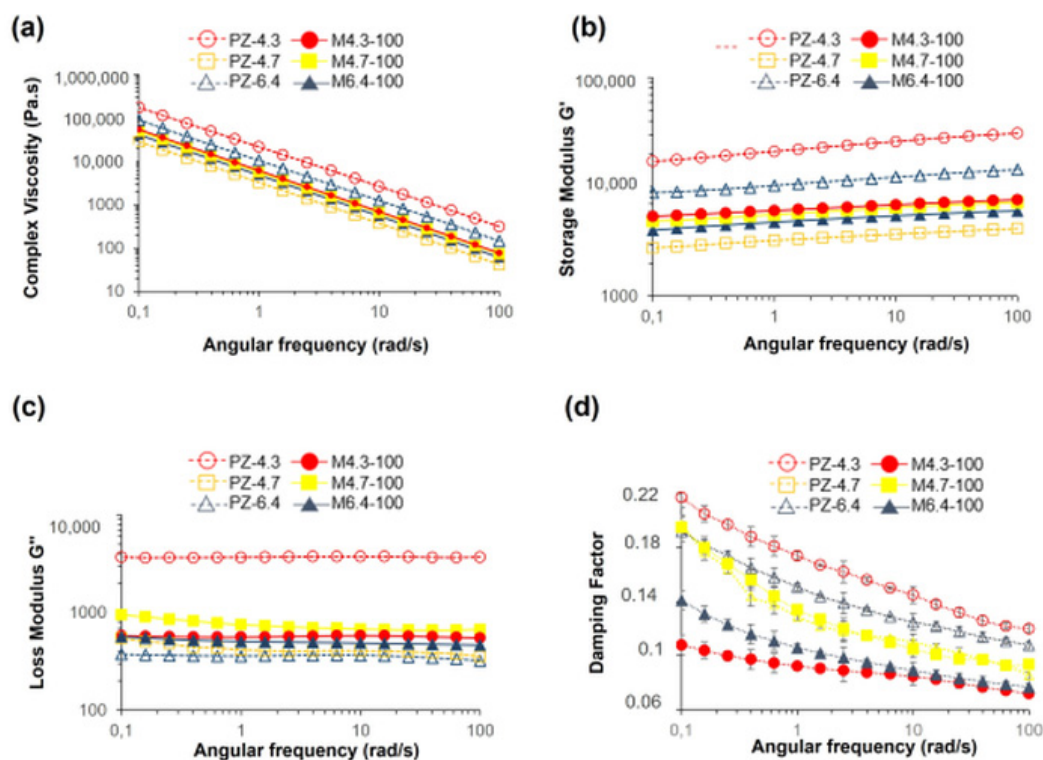 (a)
PZ-4.3 M4.3-100
PZ-4.7 M4.7-100
PZ-6.4 M6.4-100
Complex Viscosity (Pa.s)
1,000,000
100,000
10,000
1000
100
10
0,1 1 10 100
Angular frequency (rad/s)
(b)
PZ-4.3 M4.3-100
PZ-4.7 M4.7-100
PZ-6.4 M6.4-100
Storage Modulus G'
100,000
10,000
1000
0,1 1 10 100
Angular frequency (rad/s)
(c)
PZ-4.3 M4.3-100
PZ-4.7 M4.7-100
PZ-6.4 M6.4-100
Loss Modulus G"
10,000
1000
100
0,1 1 10 100
Angular frequency (rad/s)
(d)
PZ-4.3 M4.3-100
PZ-4.7 M4.7-100
PZ-6.4 M6.4-100
Damping Factor
0.22
0.18
0.14
0.1
0.06
0,1 1 10 100
Angular frequency (rad/s)